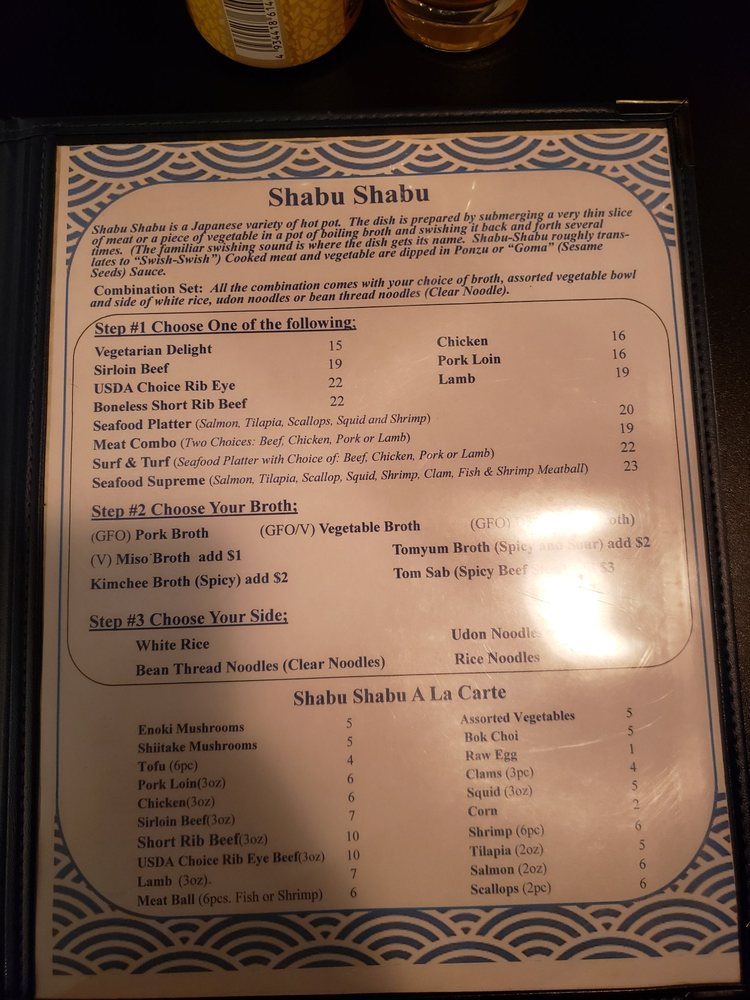 4 934418 614
Shabu Shabu
Shabu Shabu is a Japanese variety of hot pot. The dish is prepared by submerging a very thin slice
of meat or a piece of vegetable in a pot of boiling broth and swishing it back and forth several
times. (The familiar swishing sound is where the dish gets its name. Shabu-Shabu roughly trans-
lates to "Swish-Swish") Cooked meat and vegetable are dipped in Ponzu or "Goma" (Sesame
Seeds) Sauce.
Combination Set: All the combination comes with your choice of broth, assorted vegetable bowl
and side of white rice, udon noodles or bean thread noodles (Clear Noodle).
Step #1 Choose One of the following:
Vegetarian Delight 15 Chicken 16
Sirloin Beef 19 Pork Loin 16
USDA Choice Rib Eye 22 Lamb 19
Boneless Short Rib Beef 22
Seafood Platter (Salmon, Tilapia, Scallops, Squid and Shrimp) 20
Meat Combo (Two Choices: Beef, Chicken, Pork or Lamb) 19
Surf & Turf (Seafood Platter with Choice of: Beef, Chicken, Pork or Lamb) 22
Seafood Supreme (Salmon, Tilapia, Scallop, Squid, Shrimp, Clam, Fish & Shrimp Meatball) 23
Step #2 Choose Your Broth;
(GFO) Pork Broth (GFO/V) Vegetable Broth (GFO)
(V) Miso Broth add $1 Tomyum Broth (Spicy and Sour) add $2
Kimchee Broth (Spicy) add $2 Tom Sab (Spicy Beef $3
Step #3 Choose Your Side;
White Rice Udon Noodle
Bean Thread Noodles (Clear Noodles) Rice Noodles
Shabu Shabu A La Carte
Enoki Mushrooms 5 Assorted Vegetables 5
Shiitake Mushrooms 5 Bok Choi 5
Tofu (6pc) 4 Raw Egg 1
Pork Loin(3oz) 6 Clams (3pc) 4
Chicken(3oz) 6 Squid (3oz) 5
Sirloin Beef(3oz) 7 Corn 2
Short Rib Beef(3oz) 10 Shrimp (6pc) 6
USDA Choice Rib Eye Beef(3oz) 10 Tilapia (2oz) 5
Lamb (3oz). 7 Salmon (2oz) 6
Meat Ball (6pcs. Fish or Shrimp) 6 Scallops (2pc) 6